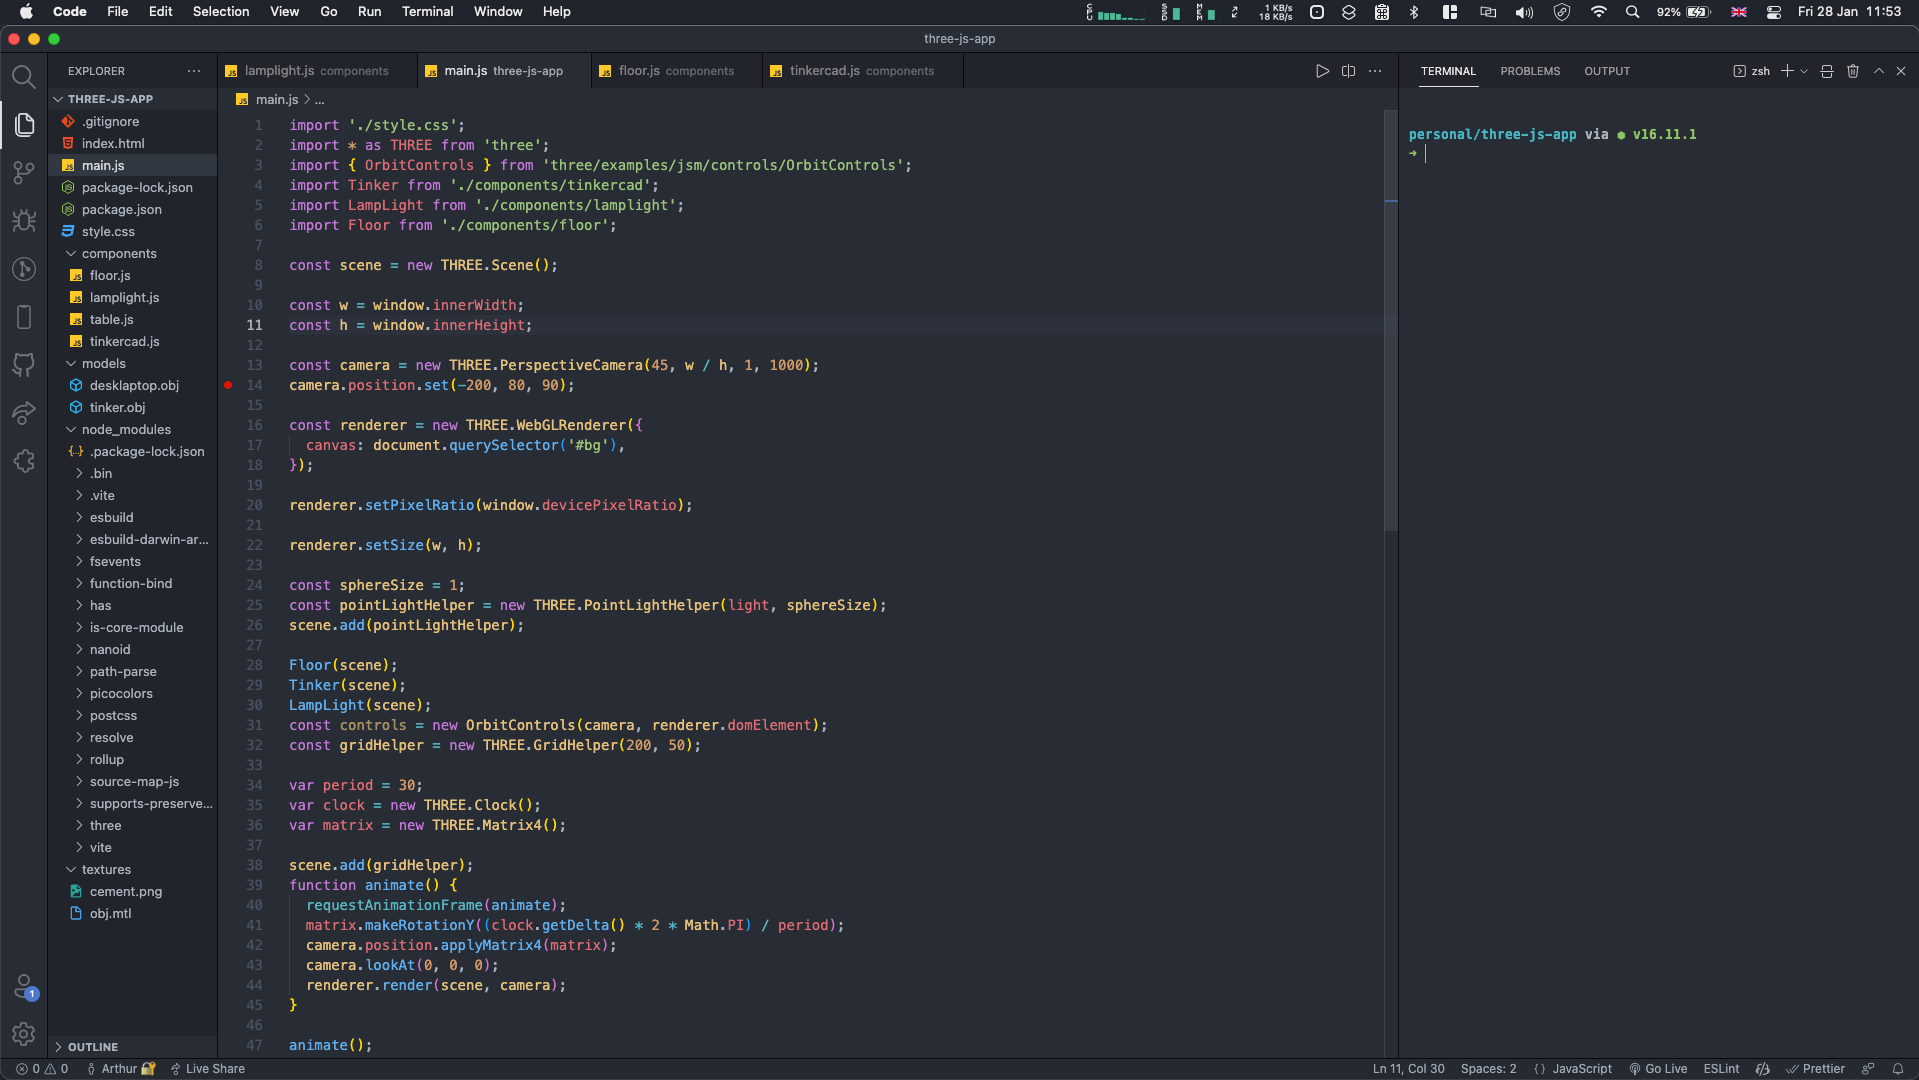 Code File Edit Selection View Go Run Terminal Window Help
CPU SSD MEM 1 KB/s 18 KB/s 92% Fri 28 Jan 11:53
three-js-app
EXPLORER
THREE-JS-APP
.gitignore
index.html
main.js
package-lock.json
package.json
style.css
components
floor.js
lamplight.js
table.js
tinkercad.js
models
desklaptop.obj
tinker.obj
node_modules
.package-lock.json
.bin
.vite
esbuild
esbuild-darwin-ar...
fsevents
function-bind
has
is-core-module
nanoid
path-parse
picocolors
postcss
resolve
rollup
source-map-js
supports-preserve...
three
vite
textures
cement.png
obj.mtl
OUTLINE
1
lamplight.js components main.js three-js-app floor.js components tinkercad.js components
main.js > ...
1 import './style.css';
2 import * as THREE from 'three';
3 import { OrbitControls } from 'three/examples/jsm/controls/OrbitControls';
4 import Tinker from './components/tinkercad';
5 import LampLight from './components/lamplight';
6 import Floor from './components/floor';
7
8 const scene = new THREE.Scene();
9
10 const w = window.innerWidth;
11 const h = window.innerHeight;
12
13 const camera = new THREE.PerspectiveCamera(45, w / h, 1, 1000);
14 camera.position.set(-200, 80, 90);
15
16 const renderer = new THREE.WebGLRenderer({
17 canvas: document.querySelector('#bg'),
18 });
19
20 renderer.setPixelRatio(window.devicePixelRatio);
21
22 renderer.setSize(w, h);
23
24 const sphereSize = 1;
25 const pointLightHelper = new THREE.PointLightHelper(light, sphereSize);
26 scene.add(pointLightHelper);
27
28 Floor(scene);
29 Tinker(scene);
30 LampLight(scene);
31 const controls = new OrbitControls(camera, renderer.domElement);
32 const gridHelper = new THREE.GridHelper(200, 50);
33
34 var period = 30;
35 var clock = new THREE.Clock();
36 var matrix = new THREE.Matrix4();
37
38 scene.add(gridHelper);
39 function animate() {
40 requestAnimationFrame(animate);
41 matrix.makeRotationY((clock.getDelta() * 2 * Math.PI) / period);
42 camera.position.applyMatrix4(matrix);
43 camera.lookAt(0, 0, 0);
44 renderer.render(scene, camera);
45 }
46
47 animate();
TERMINAL PROBLEMS OUTPUT zsh
personal/three-js-app via v16.11.1
0 0 Arthur Live Share
Ln 11, Col 30 Spaces: 2 {} JavaScript Go Live ESLint Prettier